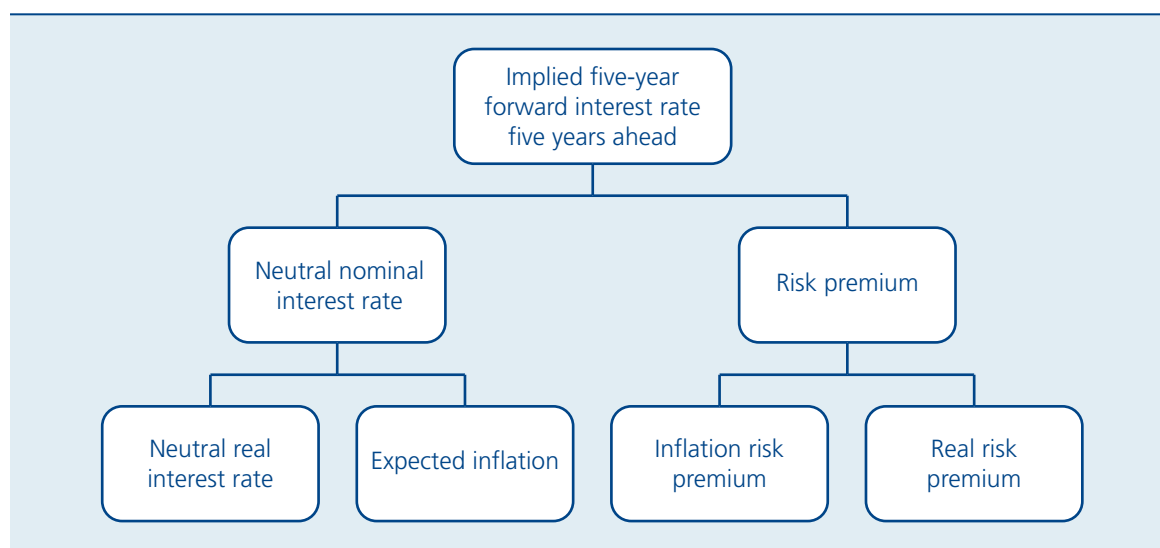 Implied five-year
forward interest rate
five years ahead
Neutral nominal
interest rate
Risk premium
Neutral real
interest rate
Expected inflation
Inflation risk
premium
Real risk
premium